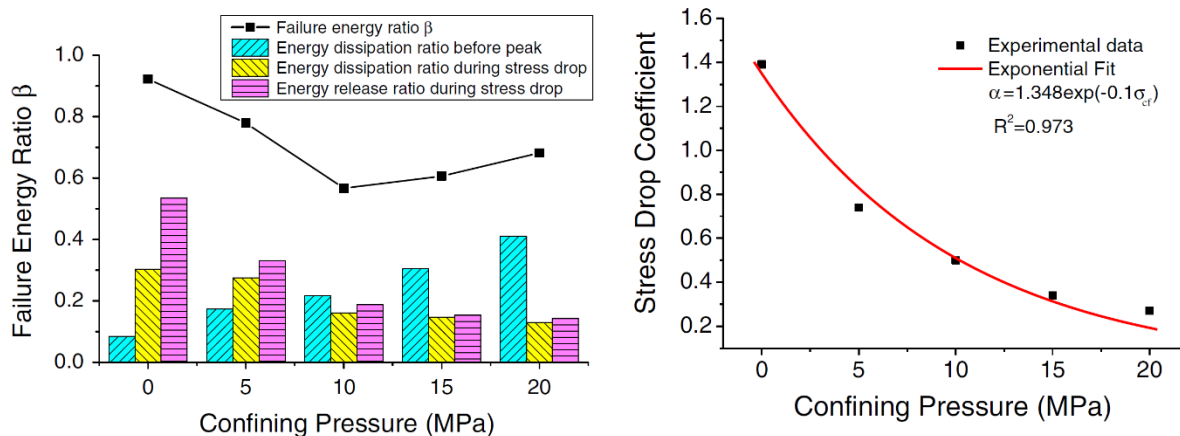 Failure energy ratio β
Energy dissipation ratio before peak
Energy dissipation ratio during stress drop
Energy release ratio during stress drop
1.0
0.8
0.6
0.4
0.2
0.0
Failure Energy Ratio β
0 5 10 15 20
Confining Pressure (MPa)
Experimental data
Exponential Fit
α=1.348exp(-0.1σcf)
R²=0.973
1.6
1.4
1.2
1.0
0.8
0.6
0.4
0.2
Stress Drop Coefficient
0 5 10 15 20
Confining Pressure (MPa)